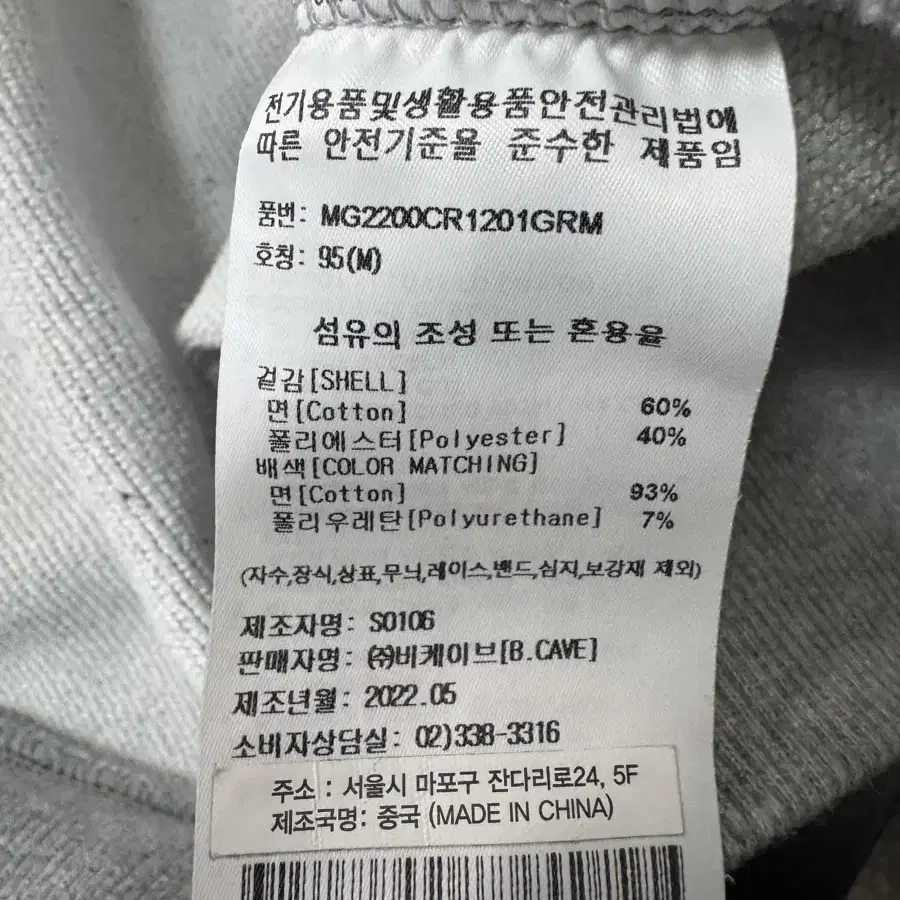 전기용품및생활용품안전관리법에
따른 안전기준을 준수한 제품임
품번: MG2200CR1201GRM
호칭: 95(M)
섬유의 조성 또는 혼용율
겉감[SHELL]
면[Cotton] 60%
폴리에스터[Polyester] 40%
배색[COLOR MATCHING]
면[Cotton] 93%
폴리우레탄[Polyurethane] 7%
(자수,장식,상표,무늬,레이스,밴드,심지,보강재 제외)
제조자명: S0106
판매자명: ㈜비케이브[B.CAVE]
제조년월: 2022.05
소비자상담실: 02)338-3316
주소 : 서울시 마포구 잔다리로24, 5F
제조국명: 중국 (MADE IN CHINA)